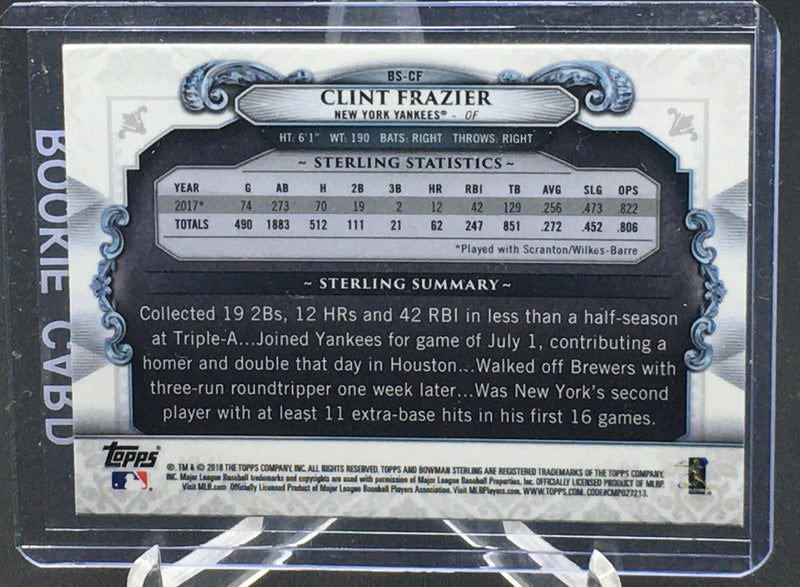 BS-CF
CLINT FRAZIER
NEW YORK YANKEES® - OF
HT: 6'1" WT: 190 BATS: RIGHT THROWS: RIGHT
~ STERLING STATISTICS ~
YEAR G AB H 2B 3B HR RBI TB AVG SLG OPS
2017* 74 273 70 19 2 12 42 129 .256 .473 .822
TOTALS 490 1883 512 111 21 62 247 851 .272 .452 .806
*Played with Scranton/Wilkes-Barre
~ STERLING SUMMARY ~
Collected 19 2Bs, 12 HRs and 42 RBI in less than a half-season
at Triple-A...Joined Yankees for game of July 1, contributing a
homer and double that day in Houston...Walked off Brewers with
three-run roundtripper one week later...Was New York's second
player with at least 11 extra-base hits in his first 16 games.
Topps
®, TM & © 2018 THE TOPPS COMPANY, INC. ALL RIGHTS RESERVED. TOPPS AND BOWMAN STERLING ARE REGISTERED TRADEMARKS OF THE TOPPS COMPANY,
INC. Major League Baseball trademarks and copyrights are used with permission of Major League Baseball Properties, Inc. OFFICIALLY LICENSED PRODUCT OF MLBP.
Visit MLB.com. Officially Licensed Product of Major League Baseball Players Association. Visit MLBPlayers.com. WWW.TOPPS.COM. CODE#CMP027213.
ROOKIE CARD